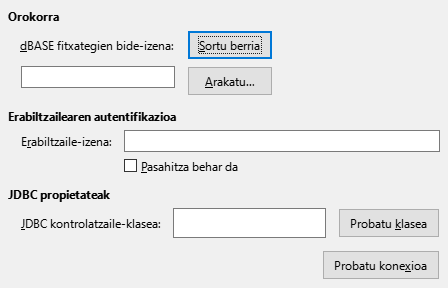 Orokorra
dBASE fitxategien bide-izena:
Sortu berria
Arakatu...
Erabiltzailearen autentifikazioa
Erabiltzaile-izena:
Pasahitza behar da
JDBC propietateak
JDBC kontrolatzaile-klasea:
Probatu klasea
Probatu konexioa